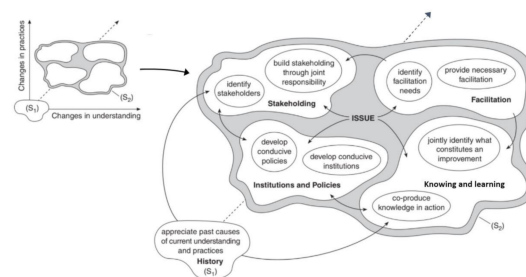 Changes in practices
(S₁)
(S₂)
Changes in understanding
identify
stakeholders
build stakeholding
through joint
responsibility
Stakeholding
identify
facilitation
needs
provide necessary
facilitation
Facilitation
ISSUE
develop
conducive
policies
develop conducive
institutions
Institutions and Policies
jointly identify what
constitutes an
improvement
Knowing and learning
co-produce
knowledge in action
(S₂)
appreciate past causes
of current understanding
and practices
History
(S₁)